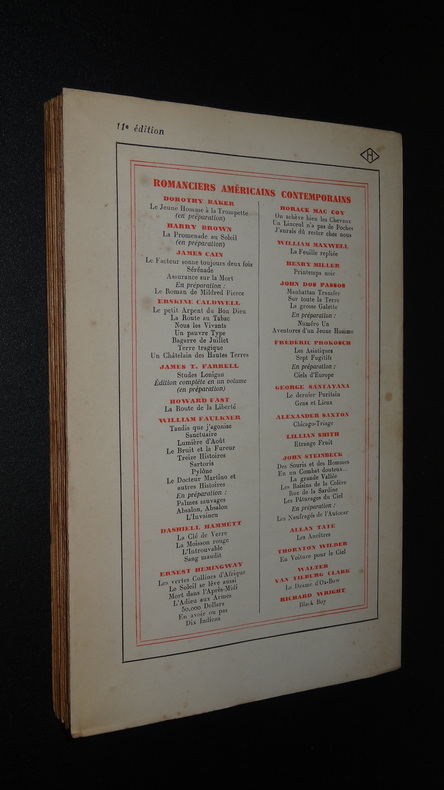 11e édition
H
ROMANCIERS AMÉRICAINS CONTEMPORAINS
DOROTHY BAKER
Le Jeune Homme à la Trompette
(en préparation)
HARRY BROWN
La Promenade au Soleil
(en préparation)
JAMES CAIN
Le Facteur sonne toujours deux fois
Sérénade
Assurance sur la Mort
En préparation :
Le Roman de Mildred Pierce
ERSKINE CALDWELL
Le petit Arpent du Bon Dieu
La Route au Tabac
Nous les Vivants
Un pauvre Type
Bagarre de Juillet
Terre tragique
Un Châtelain des Hautes Terres
JAMES T. FARRELL
Studs Lonigan
Édition complète en un volume
(en préparation)
HOWARD FAST
La Route de la Liberté
WILLIAM FAULKNER
Tandis que j'agonise
Sanctuaire
Lumière d'Août
Le Bruit et la Fureur
Treize Histoires
Sartoris
Pylône
Le Docteur Martino et
autres Histoires
En préparation :
Palmes sauvages
Absalon, Absalon
L'Invaincu
DASHIELL HAMMETT
La Clé de Verre
La Moisson rouge
L'Introuvable
Sang maudit
ERNEST HEMINGWAY
Les vertes Collines d'Afrique
Le Soleil se lève aussi
Mort dans l'Après-Midi
L'Adieu aux Armes
50.000 Dollars
En avoir ou pas
Dix Indiens
HORACE MAC COY
On achève bien les Chevaux
Un Linceul n'a pas de Poches
J'aurais dû rester chez nous
WILLIAM MAXWELL
La Feuille repliée
HENRY MILLER
Printemps noir
JOHN DOS PASSOS
Manhattan Transfer
Sur toute la Terre
La grosse Galette
En préparation :
Numéro Un
Aventures d'un Jeune Homme
FREDERIC PROKOSCH
Les Asiatiques
Sept Fugitifs
En préparation :
Ciels d'Europe
GEORGE SANTAYANA
Le dernier Puritain
Gens et Lieux
ALEXANDER SAXTON
Chicago-Triage
LILLIAN SMITH
Etrange Fruit
JOHN STEINBECK
Des Souris et des Hommes
En un Combat douteux...
La grande Vallée
Les Raisins de la Colère
Rue de la Sardine
Les Pâturages du Ciel
En préparation :
Les Naufragés de l'Autocar
ALLAN TATE
Les Ancêtres
THORNTON WILDER
En Voiture pour le Ciel
WALTER
VAN TILBURG CLARK
Le Drame d'Ox-Bow
RICHARD WRIGHT
Black Boy